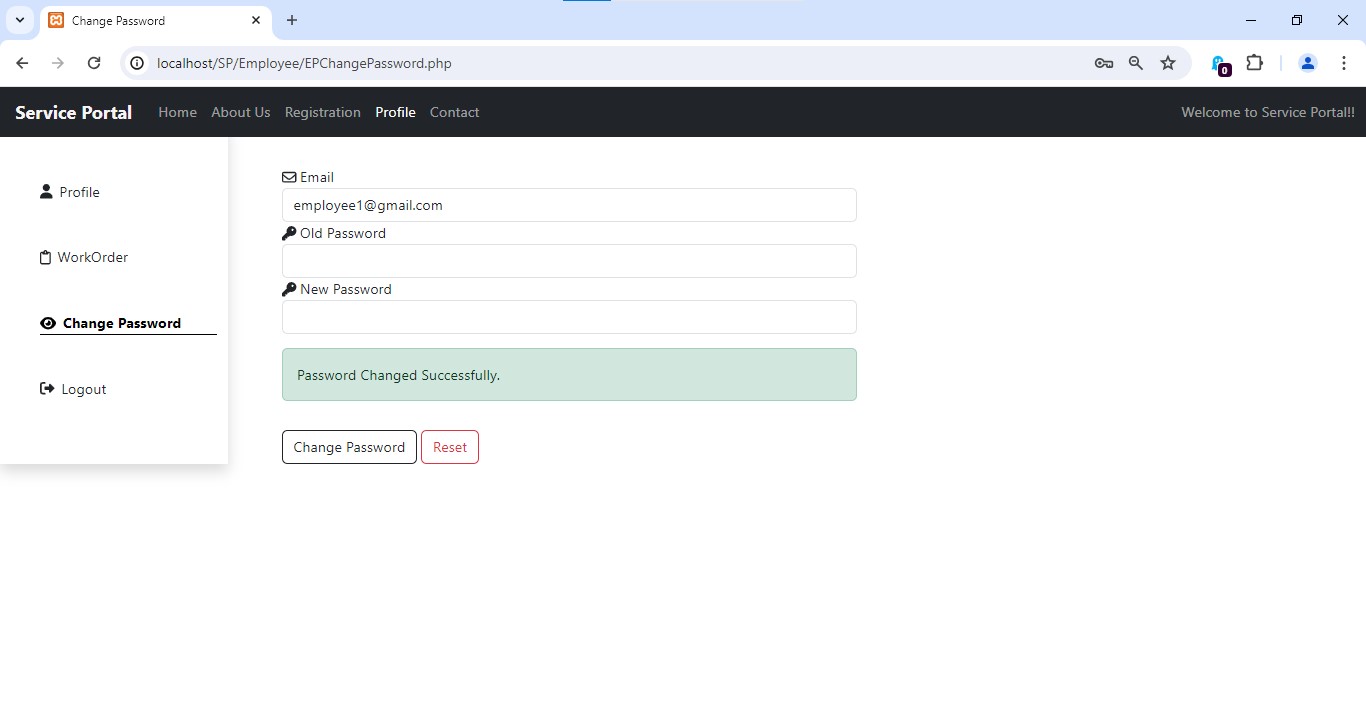 Change Password
localhost/SP/Employee/EPChangePassword.php
0
Service Portal Home About Us Registration Profile Contact Welcome to Service Portal!!
Profile
WorkOrder
Change Password
Logout
Email
employee1@gmail.com
Old Password
New Password
Password Changed Successfully.
Change Password Reset